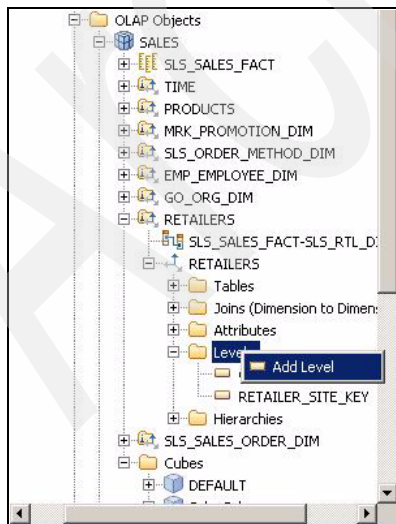 OLAP Objects
SALES
SLS_SALES_FACT
TIME
PRODUCTS
MRK_PROMOTION_DIM
SLS_ORDER_METHOD_DIM
EMP_EMPLOYEE_DIM
GO_ORG_DIM
RETAILERS
SLS_SALES_FACT-SLS_RTL_D
RETAILERS
Tables
Joins (Dimension to Dimen
Attributes
Level
Add Level
RETAILER_SITE_KEY
Hierarchies
SLS_SALES_ORDER_DIM
Cubes
DEFAULT